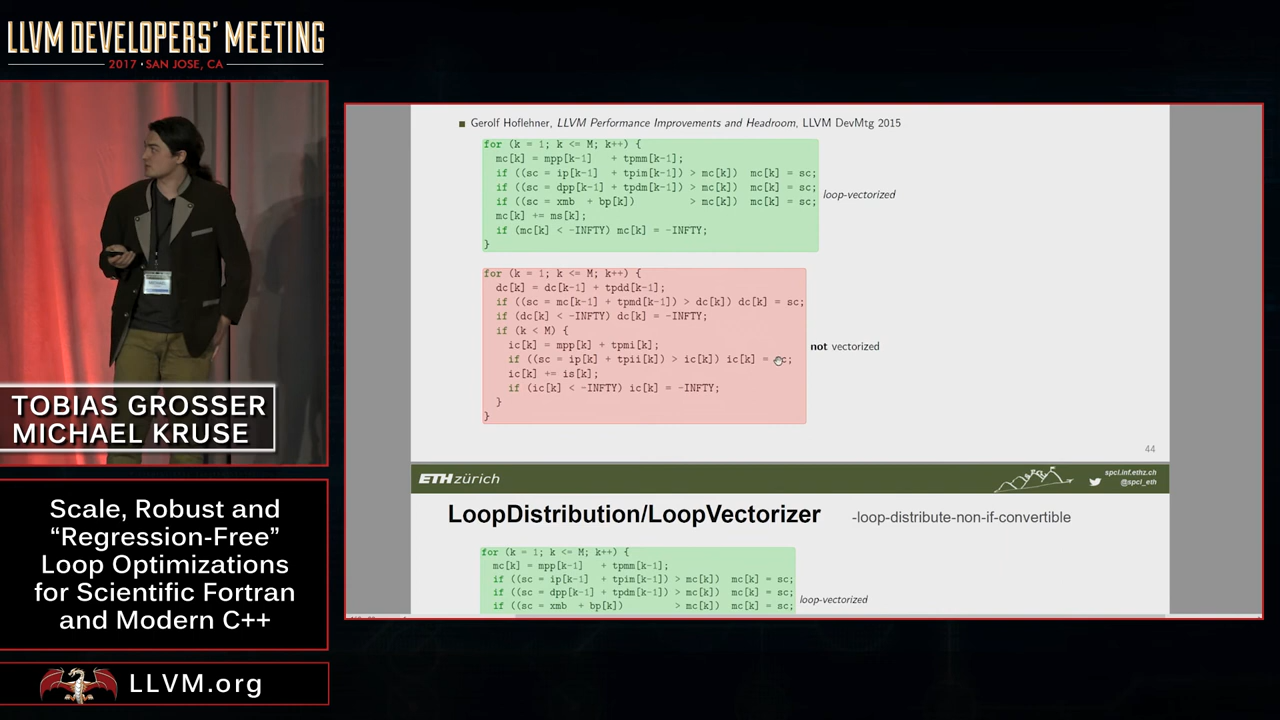 LLVM DEVELOPERS' MEETING
2017 · SAN JOSE, CA
TOBIAS GROSSER
MICHAEL KRUSE
Scale, Robust and
“Regression-Free”
Loop Optimizations
for Scientific Fortran
and Modern C++
LLVM.org
■ Gerolf Hoflehner, LLVM Performance Improvements and Headroom, LLVM DevMtg 2015
for (k = 1; k <= M; k++) {
mc[k] = mpp[k-1] + tpmm[k-1];
if ((sc = ip[k-1] + tpim[k-1]) > mc[k]) mc[k] = sc;
if ((sc = dpp[k-1] + tpdm[k-1]) > mc[k]) mc[k] = sc;
if ((sc = xmb + bp[k]) > mc[k]) mc[k] = sc;
mc[k] += ms[k];
if (mc[k] < -INFTY) mc[k] = -INFTY;
}
loop-vectorized
for (k = 1; k <= M; k++) {
dc[k] = dc[k-1] + tpdd[k-1];
if ((sc = mc[k-1] + tpmd[k-1]) > dc[k]) dc[k] = sc;
if (dc[k] < -INFTY) dc[k] = -INFTY;
if (k < M) {
ic[k] = mpp[k] + tpmi[k];
if ((sc = ip[k] + tpii[k]) > ic[k]) ic[k] = sc;
ic[k] += is[k];
if (ic[k] < -INFTY) ic[k] = -INFTY;
}
}
not vectorized
44
ETH zürich
spcl.inf.ethz.ch
@spcl_eth
LoopDistribution/LoopVectorizer -loop-distribute-non-if-convertible
for (k = 1; k <= M; k++) {
mc[k] = mpp[k-1] + tpmm[k-1];
if ((sc = ip[k-1] + tpim[k-1]) > mc[k]) mc[k] = sc;
if ((sc = dpp[k-1] + tpdm[k-1]) > mc[k]) mc[k] = sc;
if ((sc = xmb + bp[k]) > mc[k]) mc[k] = sc;
loop-vectorized